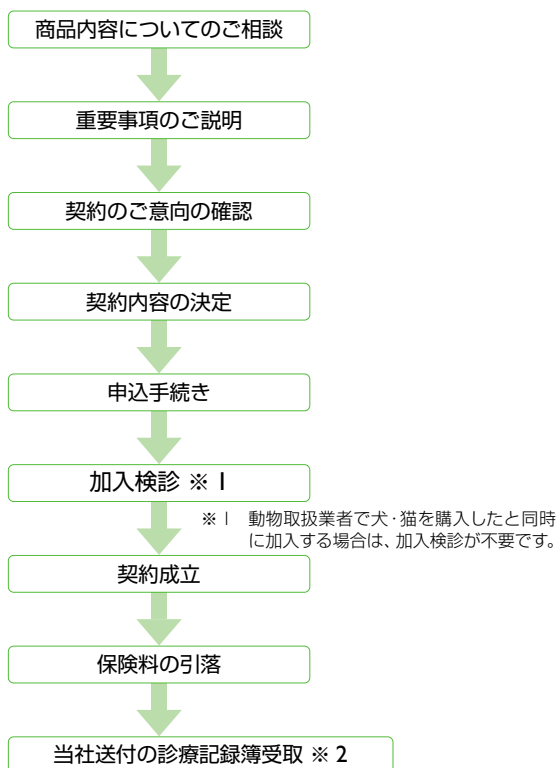 商品内容についてのご相談
重要事項のご説明
契約のご意向の確認
契約内容の決定
申込手続き
加入検診 ※1
※1 動物取扱業者で犬・猫を購入したと同時
に加入する場合は、加入検診が不要です。
契約成立
保険料の引落
当社送付の診療記録簿受取 ※2